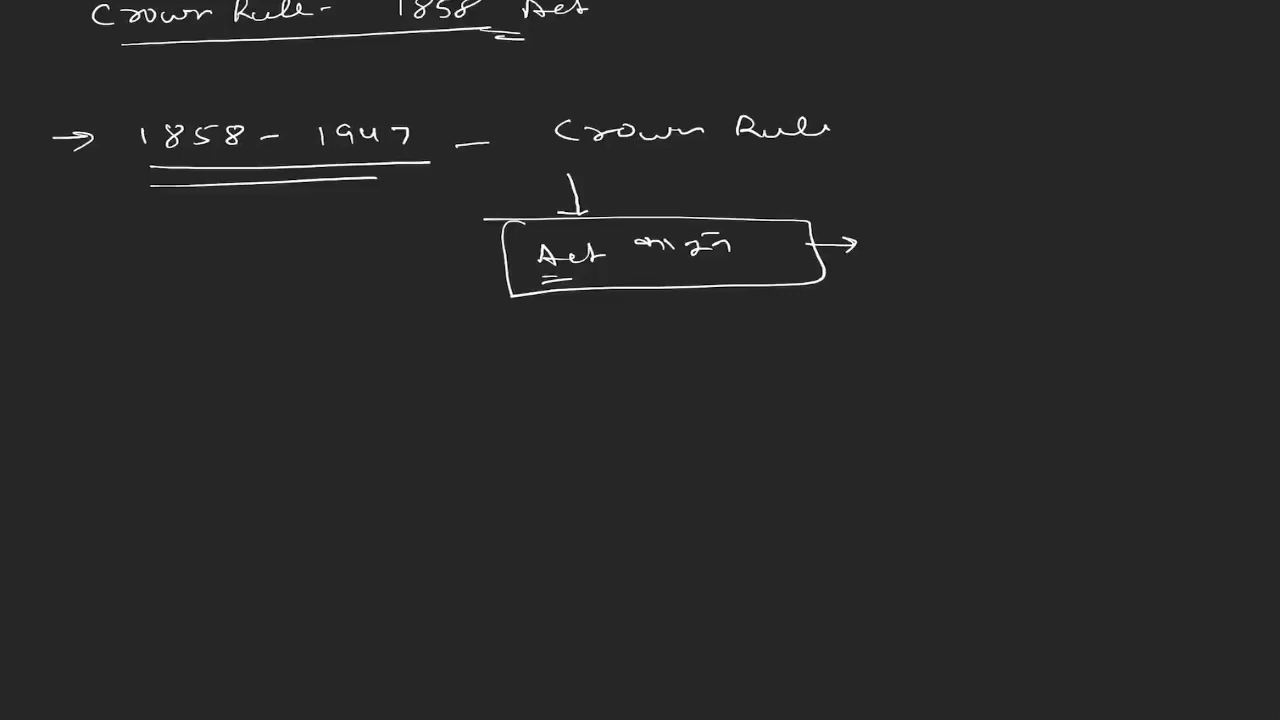 Crown Rule- 1858 Act
→ 1858 - 1947 - Crown Rule
Act →